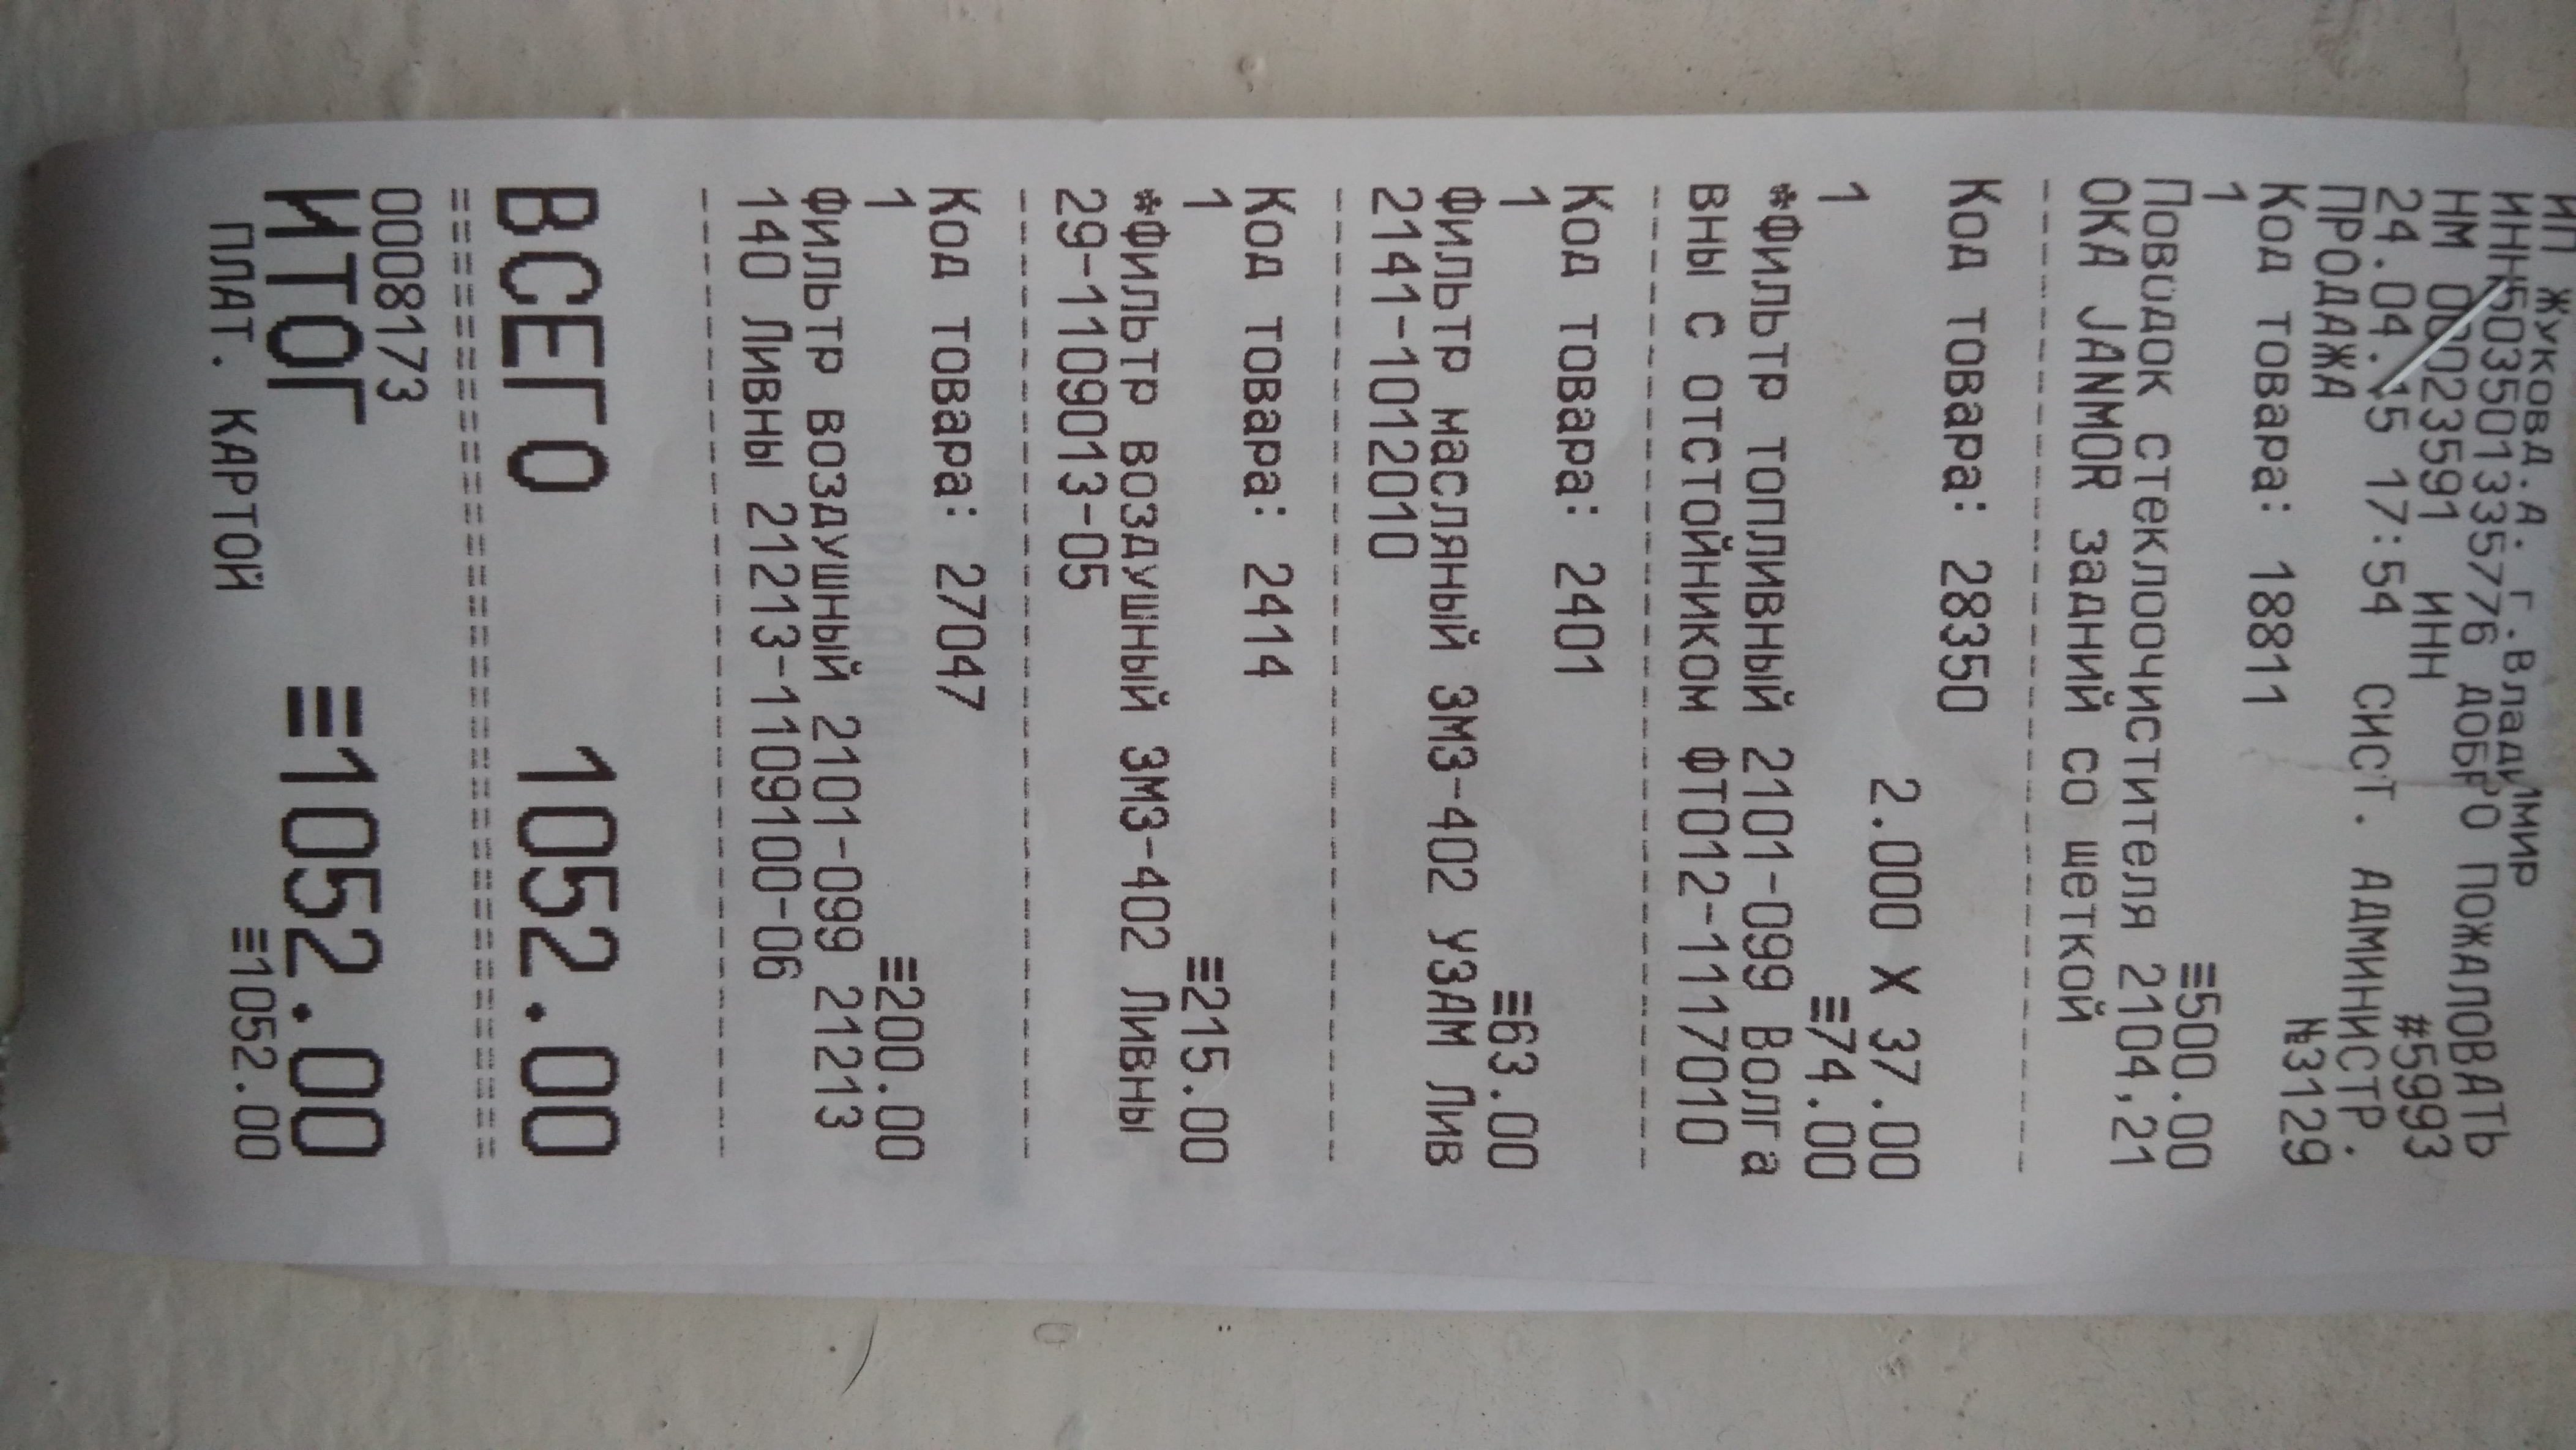 ИП Жуковд.А. г.Владимир
ИНН503501335776 ДОБРО ПОЖАЛОВАТЬ
НМ 00023591 ИНН #5993
24.04.15 17:54 СИСТ. АДМИНИСТР.
ПРОДАЖА №3129
Код товара: 18811
1 ≡500.00
Поводок стеклоочистителя 2104,21
ОКА JANMOR задний со щеткой
--------------------------------
Код товара: 28350
2.000 X 37.00
1 ≡74.00
*Фильтр топливный 2101-099 Волга
вны с отстойником ФТ012-1117010
--------------------------------
Код товара: 2401
1 ≡63.00
Фильтр масляный ЗМЗ-402 УЗАМ Лив
2141-1012010
--------------------------------
Код товара: 2414
1 ≡215.00
*Фильтр воздушный ЗМЗ-402 Ливны
29-1109013-05
--------------------------------
Код товара: 27047
1 ≡200.00
Фильтр воздушный 2101-099 21213
140 Ливны 21213-1109100-06
--------------------------------
ВСЕГО 1052.00
================================
0008173
ИТОГ ≡1052.00
ПЛАТ. КАРТОЙ ≡1052.00